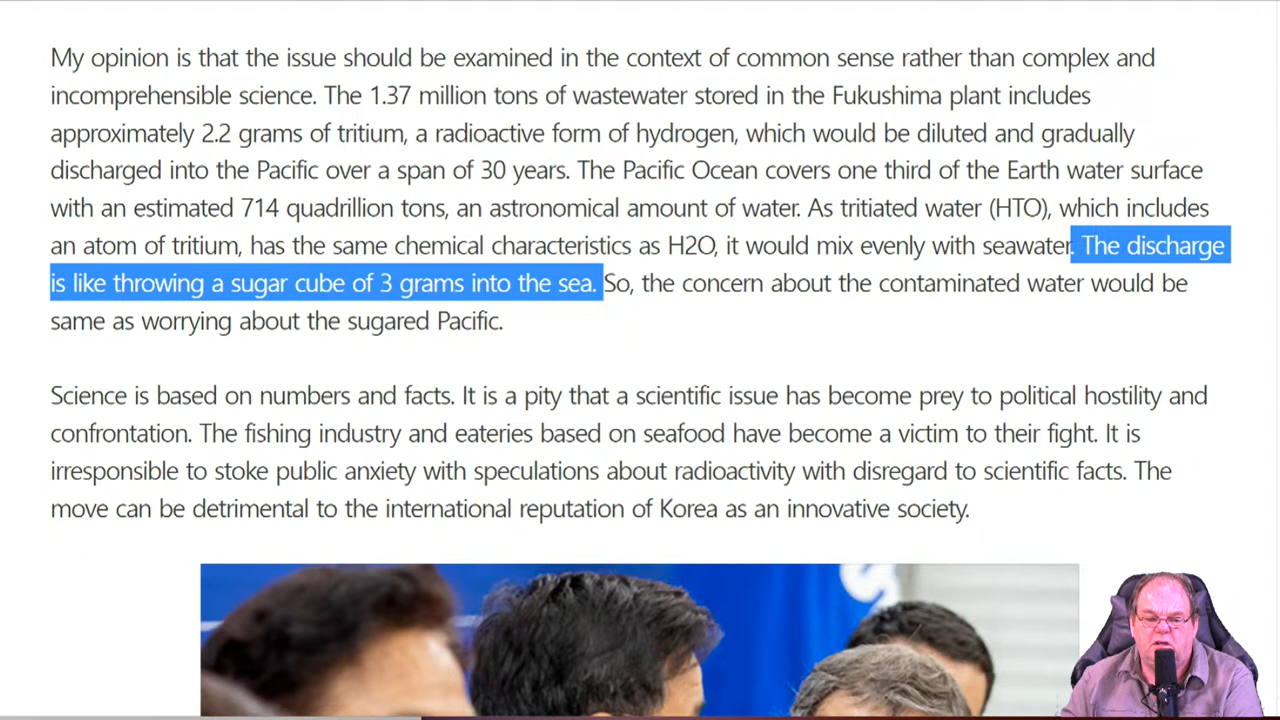 My opinion is that the issue should be examined in the context of common sense rather than complex and
incomprehensible science. The 1.37 million tons of wastewater stored in the Fukushima plant includes
approximately 2.2 grams of tritium, a radioactive form of hydrogen, which would be diluted and gradually
discharged into the Pacific over a span of 30 years. The Pacific Ocean covers one third of the Earth water surface
with an estimated 714 quadrillion tons, an astronomical amount of water. As tritiated water (HTO), which includes
an atom of tritium, has the same chemical characteristics as H2O, it would mix evenly with seawater. The discharge
is like throwing a sugar cube of 3 grams into the sea. So, the concern about the contaminated water would be
same as worrying about the sugared Pacific.
Science is based on numbers and facts. It is a pity that a scientific issue has become prey to political hostility and
confrontation. The fishing industry and eateries based on seafood have become a victim to their fight. It is
irresponsible to stoke public anxiety with speculations about radioactivity with disregard to scientific facts. The
move can be detrimental to the international reputation of Korea as an innovative society.